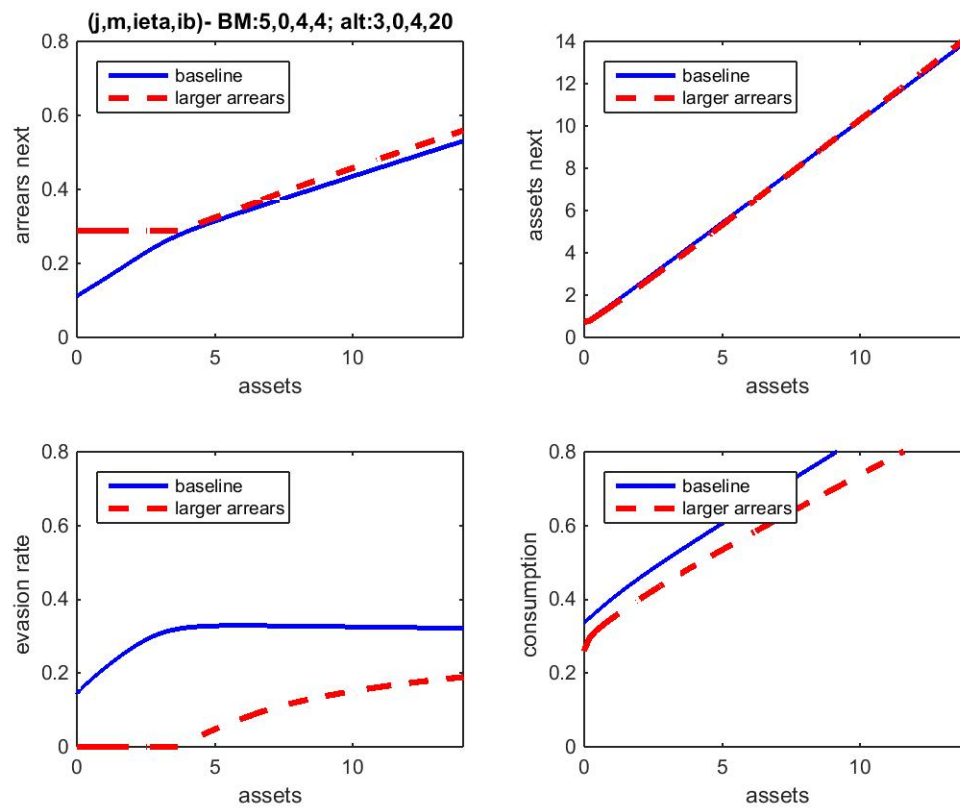 (j,m,ieta,ib)- BM:5,0,4,4; alt:3,0,4,20
0.8
0.6
0.4
0.2
0
arrears next
baseline
larger arrears
0
5
10
assets
14
12
10
8
6
4
2
0
assets next
baseline
larger arrears
0
5
10
assets
0.8
0.6
0.4
0.2
0
evasion rate
baseline
larger arrears
0
5
10
assets
0.8
0.6
0.4
0.2
0
consumption
baseline
larger arrears
0
5
10
assets